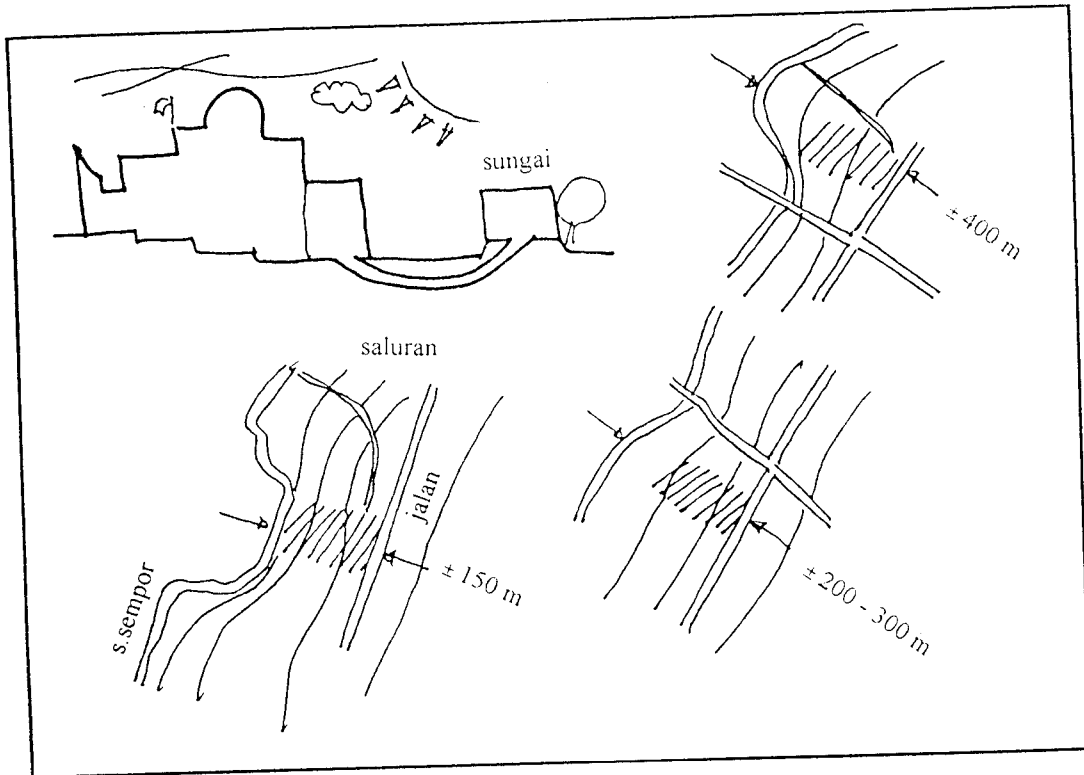 sungai
± 400 m
saluran
jalan
± 150 m
s.sempor
± 200 - 300 m